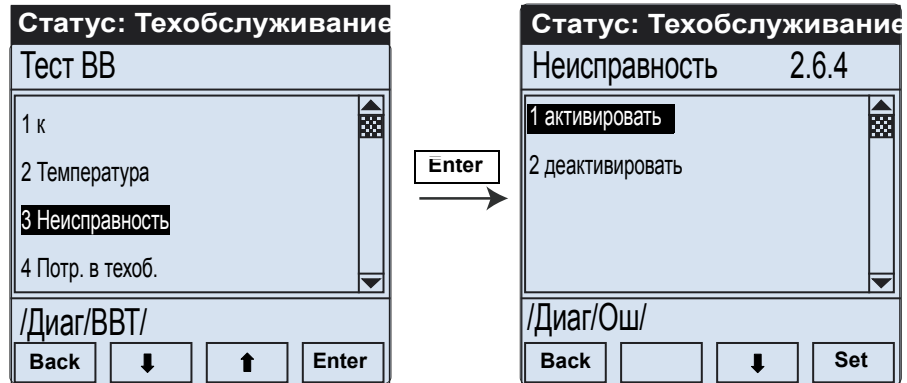 Статус: Техобслуживание
Тест ВВ
1 к
2 Температура
3 Неисправность
4 Потр. в техоб.
/Диаг/ВВТ/
Back
Enter
Enter
Статус: Техобслуживание
Неисправность 2.6.4
1 активировать
2 деактивировать
/Диаг/Ош/
Back
Set